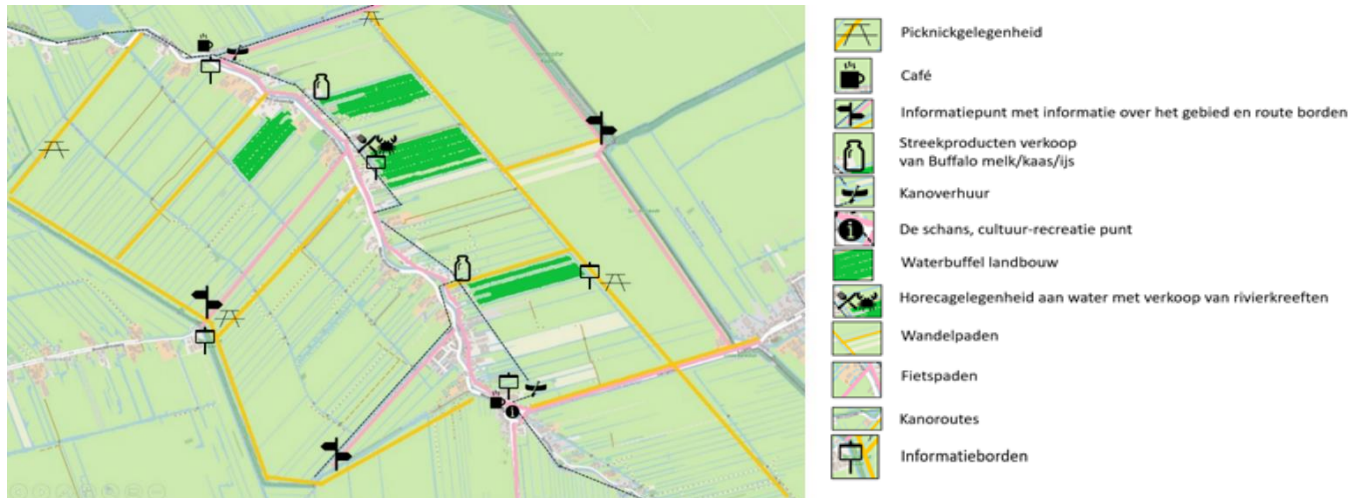 Picknickgelegenheid
Café
Informatiepunt met informatie over het gebied en route borden
Streekproducten verkoop
van Buffalo melk/kaas/ijs
Kanoverhuur
De schans, cultuur-recreatie punt
Waterbuffel landbouw
Horecagelegenheid aan water met verkoop van rivierkreeften
Wandelpaden
Fietspaden
Kanoroutes
Informatieborden